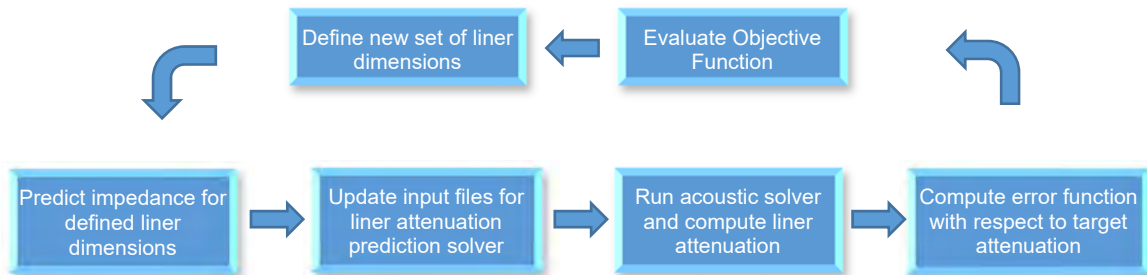 Define new set of liner
dimensions
Evaluate Objective
Function
Predict impedance for
defined liner
dimensions
Update input files for
liner attenuation
prediction solver
Run acoustic solver
and compute liner
attenuation
Compute error function
with respect to target
attenuation